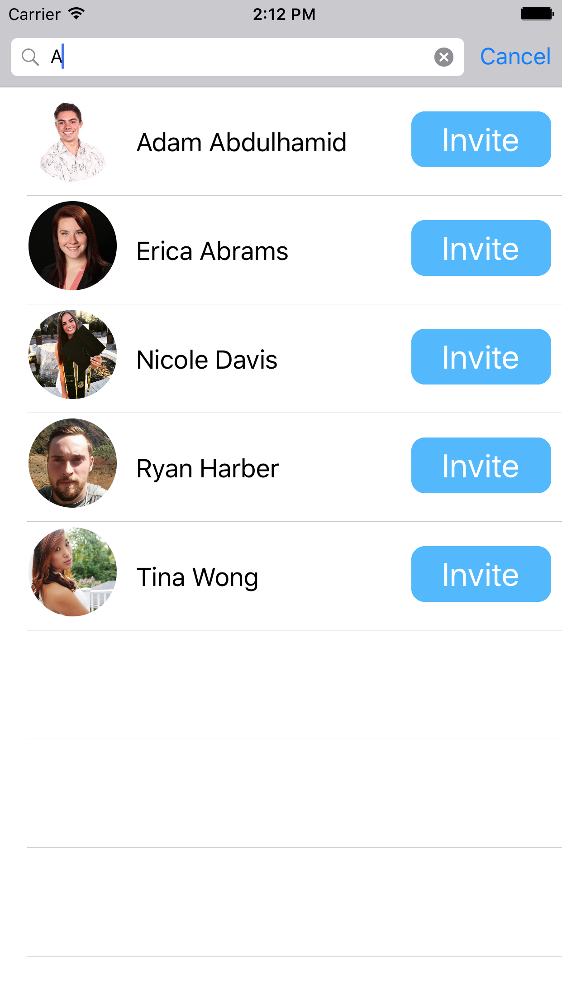 Carrier 2:12 PM
A Cancel
Adam Abdulhamid Invite
Erica Abrams Invite
Nicole Davis Invite
Ryan Harber Invite
Tina Wong Invite